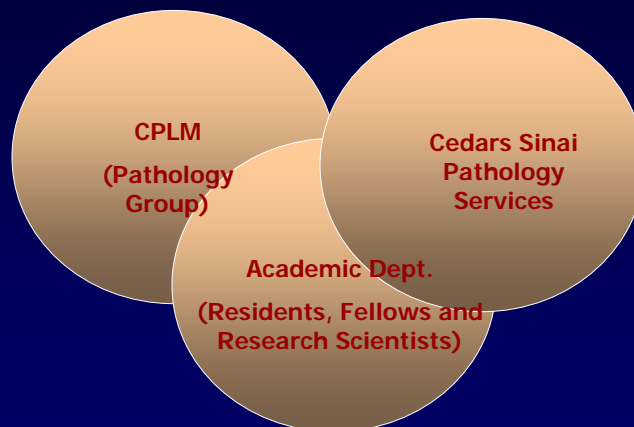 CPLM
(Pathology
Group)
Cedars Sinai
Pathology
Services
Academic Dept.
(Residents, Fellows and
Research Scientists)